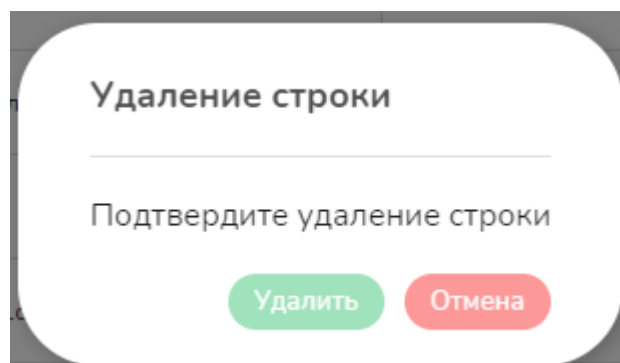 Удаление строки
Подтвердите удаление строки
Удалить Отмена